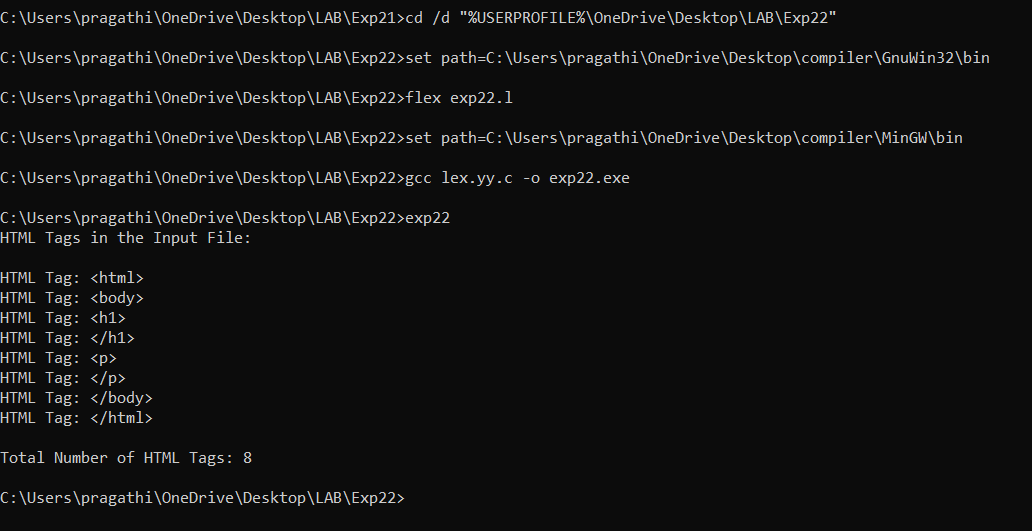 C:\Users\pragathi\OneDrive\Desktop\LAB\Exp21>cd /d "%USERPROFILE%\OneDrive\Desktop\LAB\Exp22"
C:\Users\pragathi\OneDrive\Desktop\LAB\Exp22>set path=C:\Users\pragathi\OneDrive\Desktop\compiler\GnuWin32\bin
C:\Users\pragathi\OneDrive\Desktop\LAB\Exp22>flex exp22.l
C:\Users\pragathi\OneDrive\Desktop\LAB\Exp22>set path=C:\Users\pragathi\OneDrive\Desktop\compiler\MinGW\bin
C:\Users\pragathi\OneDrive\Desktop\LAB\Exp22>gcc lex.yy.c -o exp22.exe
C:\Users\pragathi\OneDrive\Desktop\LAB\Exp22>exp22
HTML Tags in the Input File:
HTML Tag: <html>
HTML Tag: <body>
HTML Tag: <h1>
HTML Tag: </h1>
HTML Tag: <p>
HTML Tag: </p>
HTML Tag: </body>
HTML Tag: </html>
Total Number of HTML Tags: 8
C:\Users\pragathi\OneDrive\Desktop\LAB\Exp22>